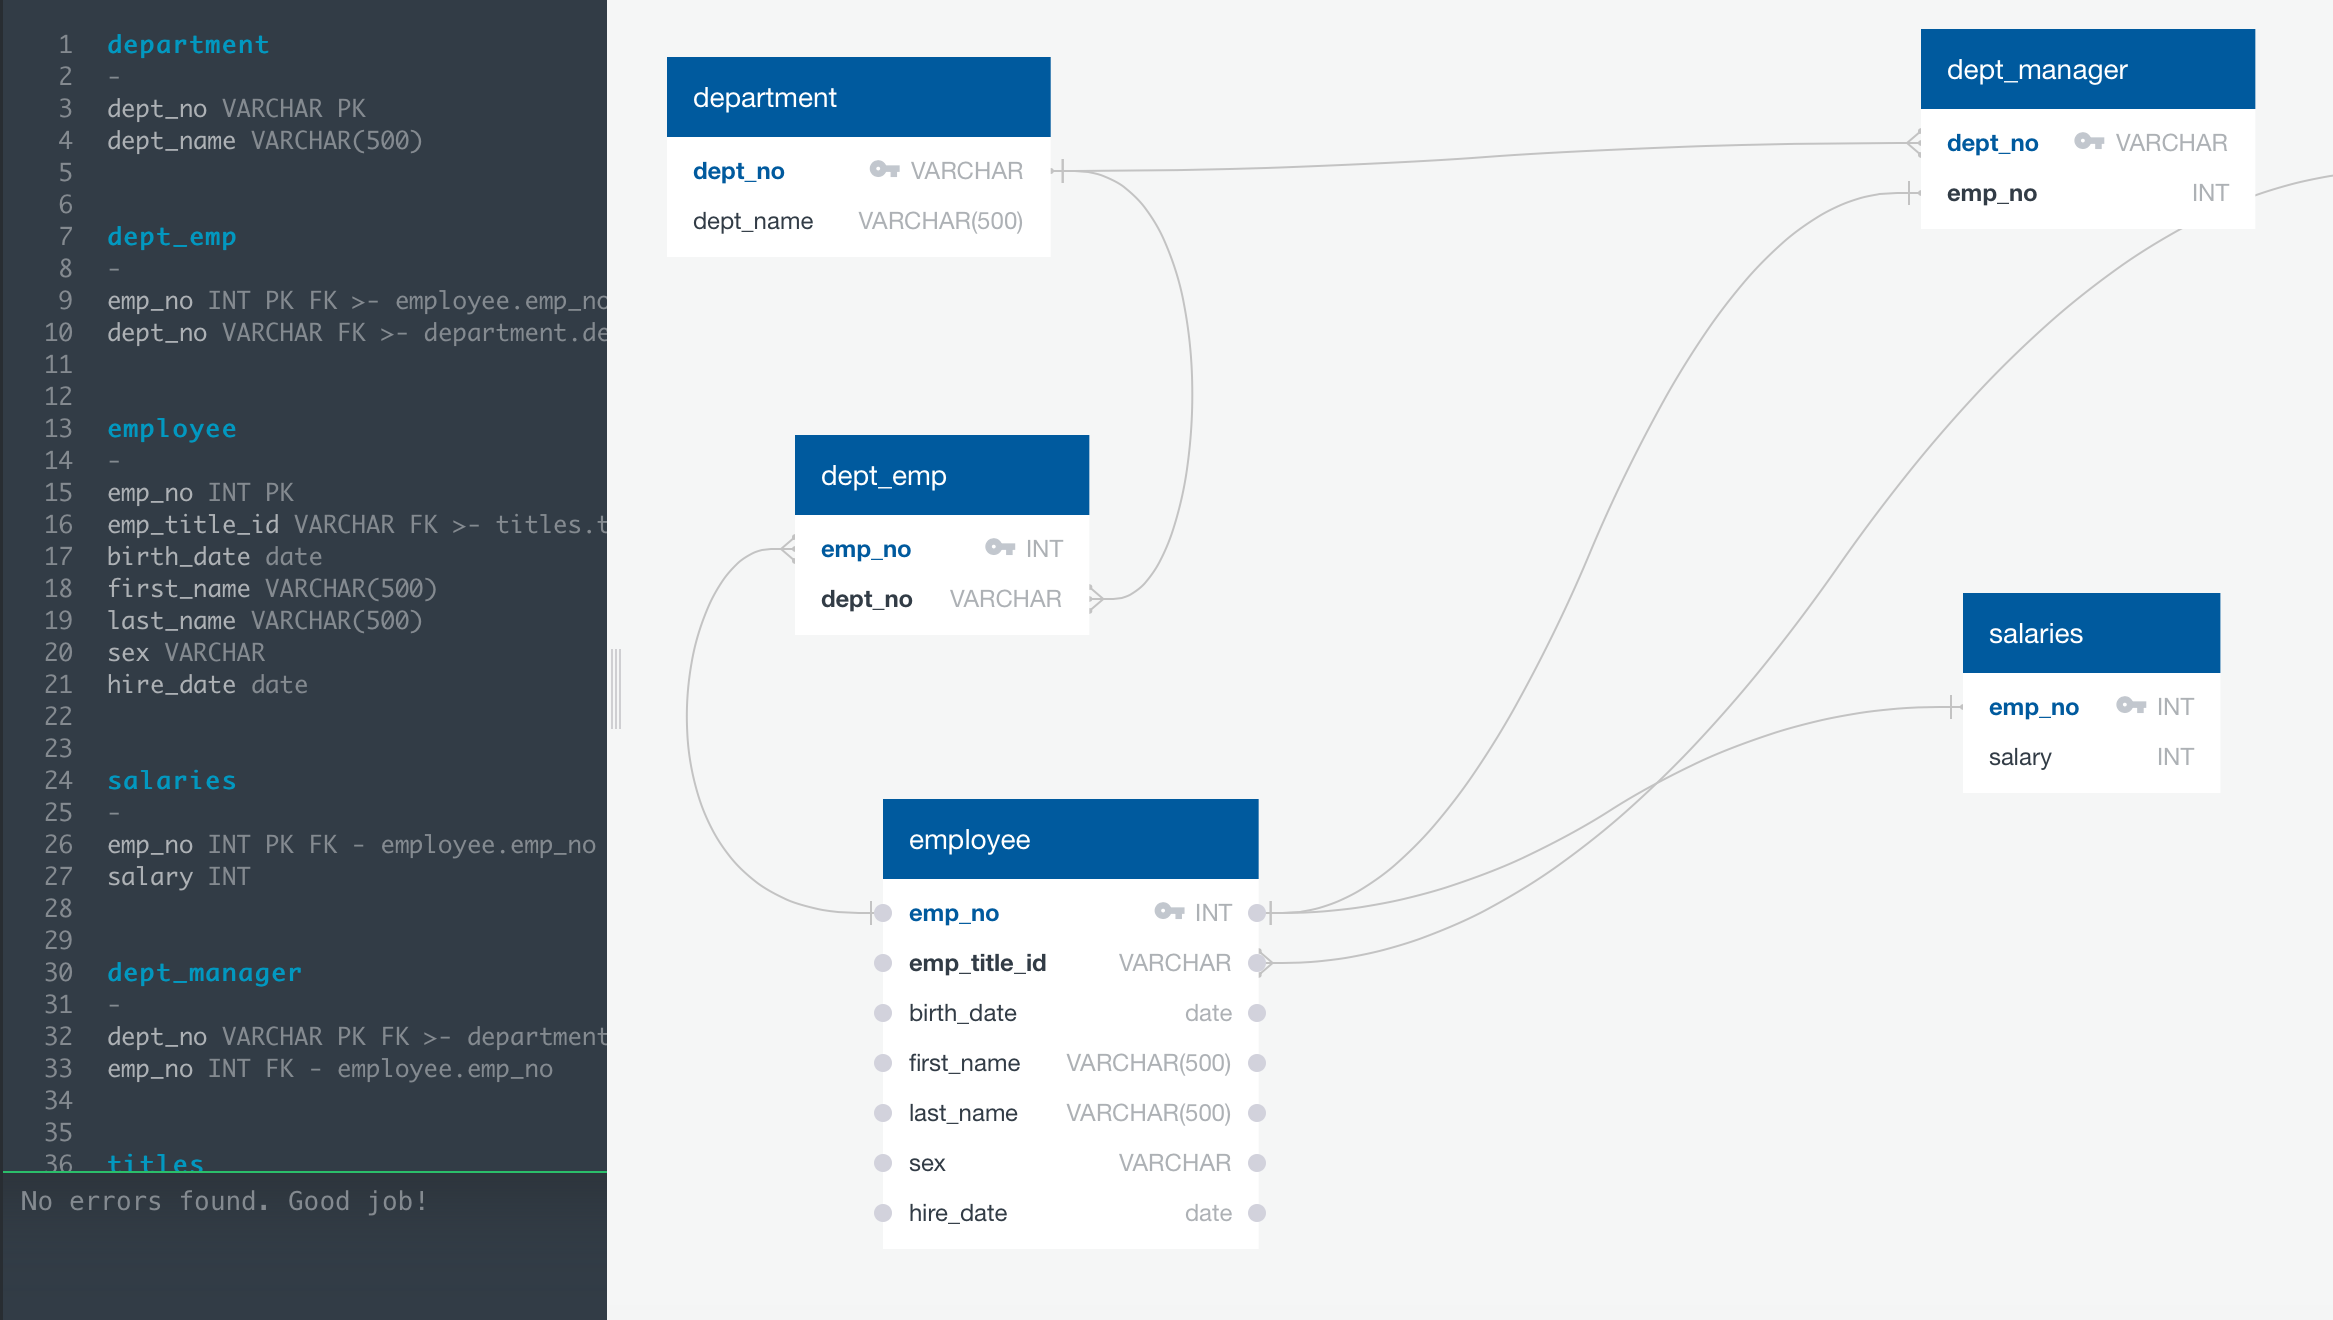 1 department
2 -
3 dept_no VARCHAR PK
4 dept_name VARCHAR(500)
5
6
7 dept_emp
8 -
9 emp_no INT PK FK >- employee.emp_no
10 dept_no VARCHAR FK >- department.de
11
12
13 employee
14 -
15 emp_no INT PK
16 emp_title_id VARCHAR FK >- titles.t
17 birth_date date
18 first_name VARCHAR(500)
19 last_name VARCHAR(500)
20 sex VARCHAR
21 hire_date date
22
23
24 salaries
25 -
26 emp_no INT PK FK - employee.emp_no
27 salary INT
28
29
30 dept_manager
31 -
32 dept_no VARCHAR PK FK >- department
33 emp_no INT FK - employee.emp_no
34
35
36 titles
No errors found. Good job!
department
dept_no VARCHAR
dept_name VARCHAR(500)
dept_manager
dept_no VARCHAR
emp_no INT
dept_emp
emp_no INT
dept_no VARCHAR
salaries
emp_no INT
salary INT
employee
emp_no INT
emp_title_id VARCHAR
birth_date date
first_name VARCHAR(500)
last_name VARCHAR(500)
sex VARCHAR
hire_date date